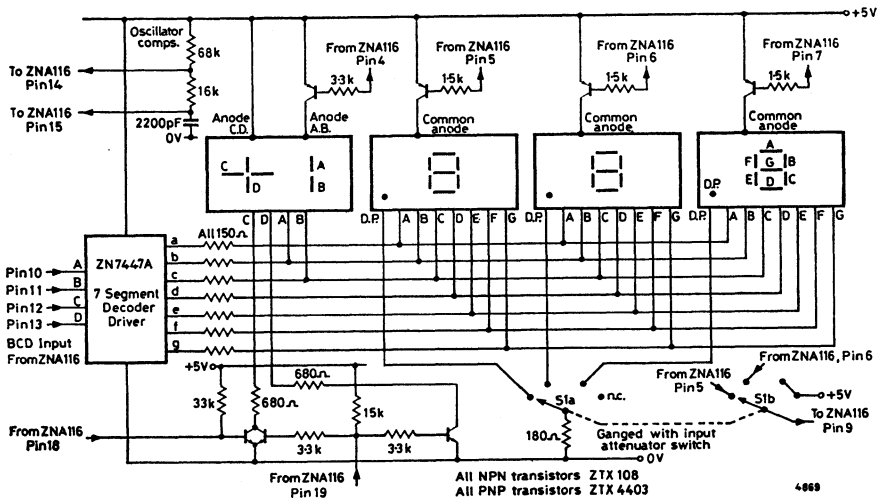 +5V
Oscillator
comps.
68k
To ZNA116
Pin14
16k
To ZNA116
Pin15
2200pF
0V
From ZNA116
Pin4
3·3k
From ZNA116
Pin5
1·5k
From ZNA116
Pin 6
1·5k
From ZNA116
Pin 7
1·5k
Anode
C.D.
Anode
A.B.
Common
anode
Common
anode
Common
anode
C
D
A
B
A
F G B
E D C
D.P.
C D A B
D.P. A B C D E F G
D.P. A B C D E F G
D.P. A B C D E F G
All 150Ω
ZN7447A
7 Segment
Decoder
Driver
a
b
c
d
e
f
g
Pin10 A
Pin11 B
Pin12 C
Pin13 D
BCD Input
From ZNA116
+5V
33k
680Ω
680Ω
15k
3·3k
3·3k
From ZNA116
Pin18
From ZNA116
Pin 19
S1a
n.c.
180Ω
Ganged with input
attenuator switch
0V
From ZNA116, Pin 6
From ZNA116
Pin5
S1b
+5V
To ZNA116
Pin 9
All NPN transistors ZTX 108
All PNP transistors ZTX 4403
4869